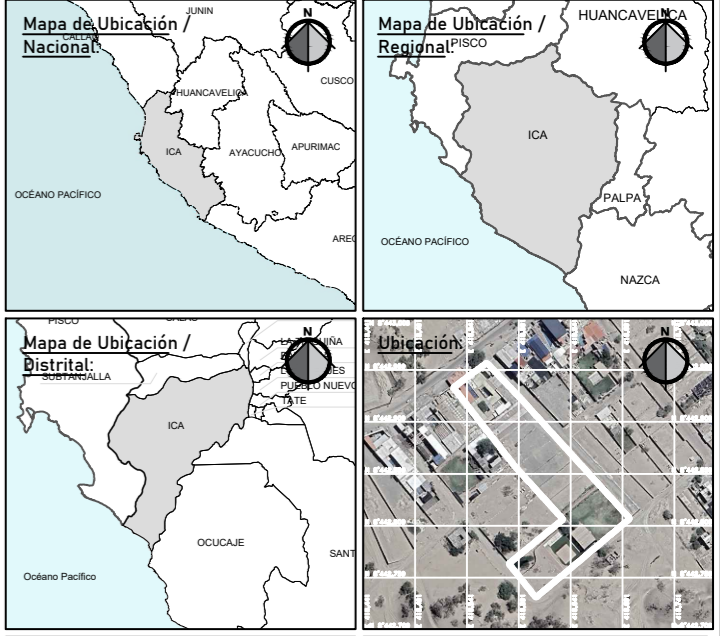 Mapa de Ubicación /
Nacional:
JUNIN
CALLAO
N
CUSCO
HUANCAVELICA
ICA
AYACUCHO
APURIMAC
OCÉANO PACÍFICO
Mapa de Ubicación /
Regional:
HUANCAVELICA
PISCO
N
ICA
PALPA
OCÉANO PACÍFICO
NAZCA
Mapa de Ubicación /
Distrital:
PISCO
N
SUBTANJALLA
PUEBLO NUEVO
TATE
ICA
OCUCAJE
SANT
Océano Pacífico
Ubicación:
N